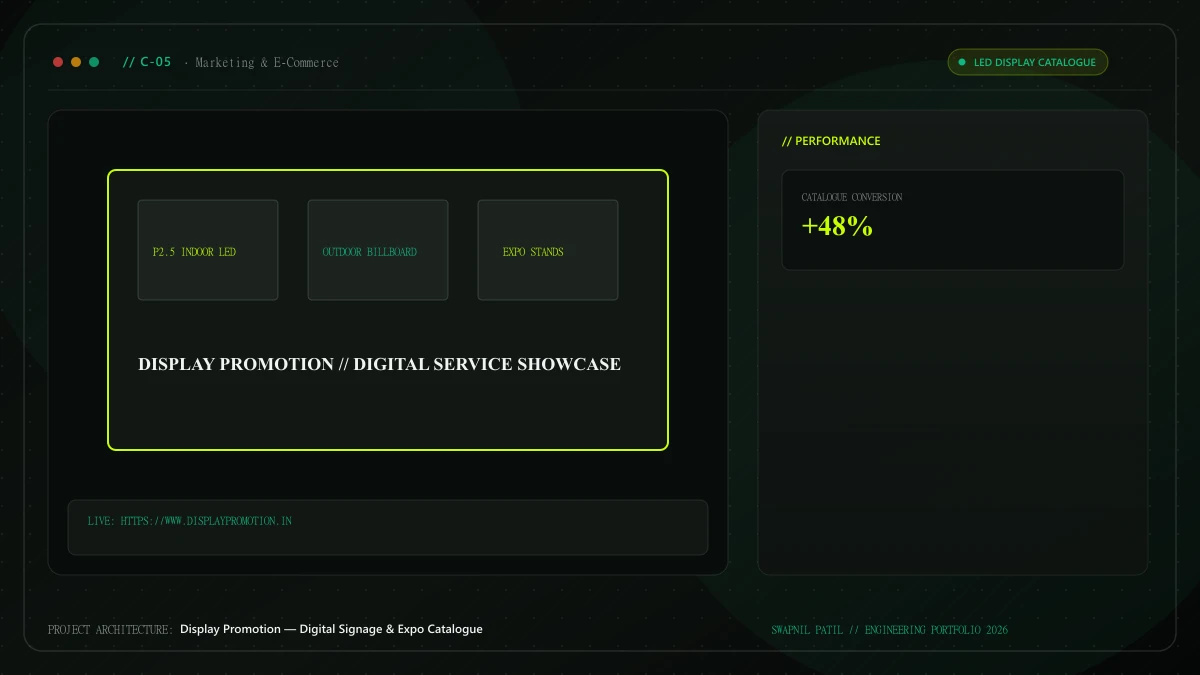 // C-05 · Marketing & E-Commerce
LED DISPLAY CATALOGUE
P2.5 INDOOR LED
OUTDOOR BILLBOARD
EXPO STANDS
DISPLAY PROMOTION // DIGITAL SERVICE SHOWCASE
LIVE: HTTPS://WWW.DISPLAYPROMOTION.IN
// PERFORMANCE
CATALOGUE CONVERSION
+48%
PROJECT ARCHITECTURE: Display Promotion — Digital Signage & Expo Catalogue
SWAPNIL PATIL // ENGINEERING PORTFOLIO 2026